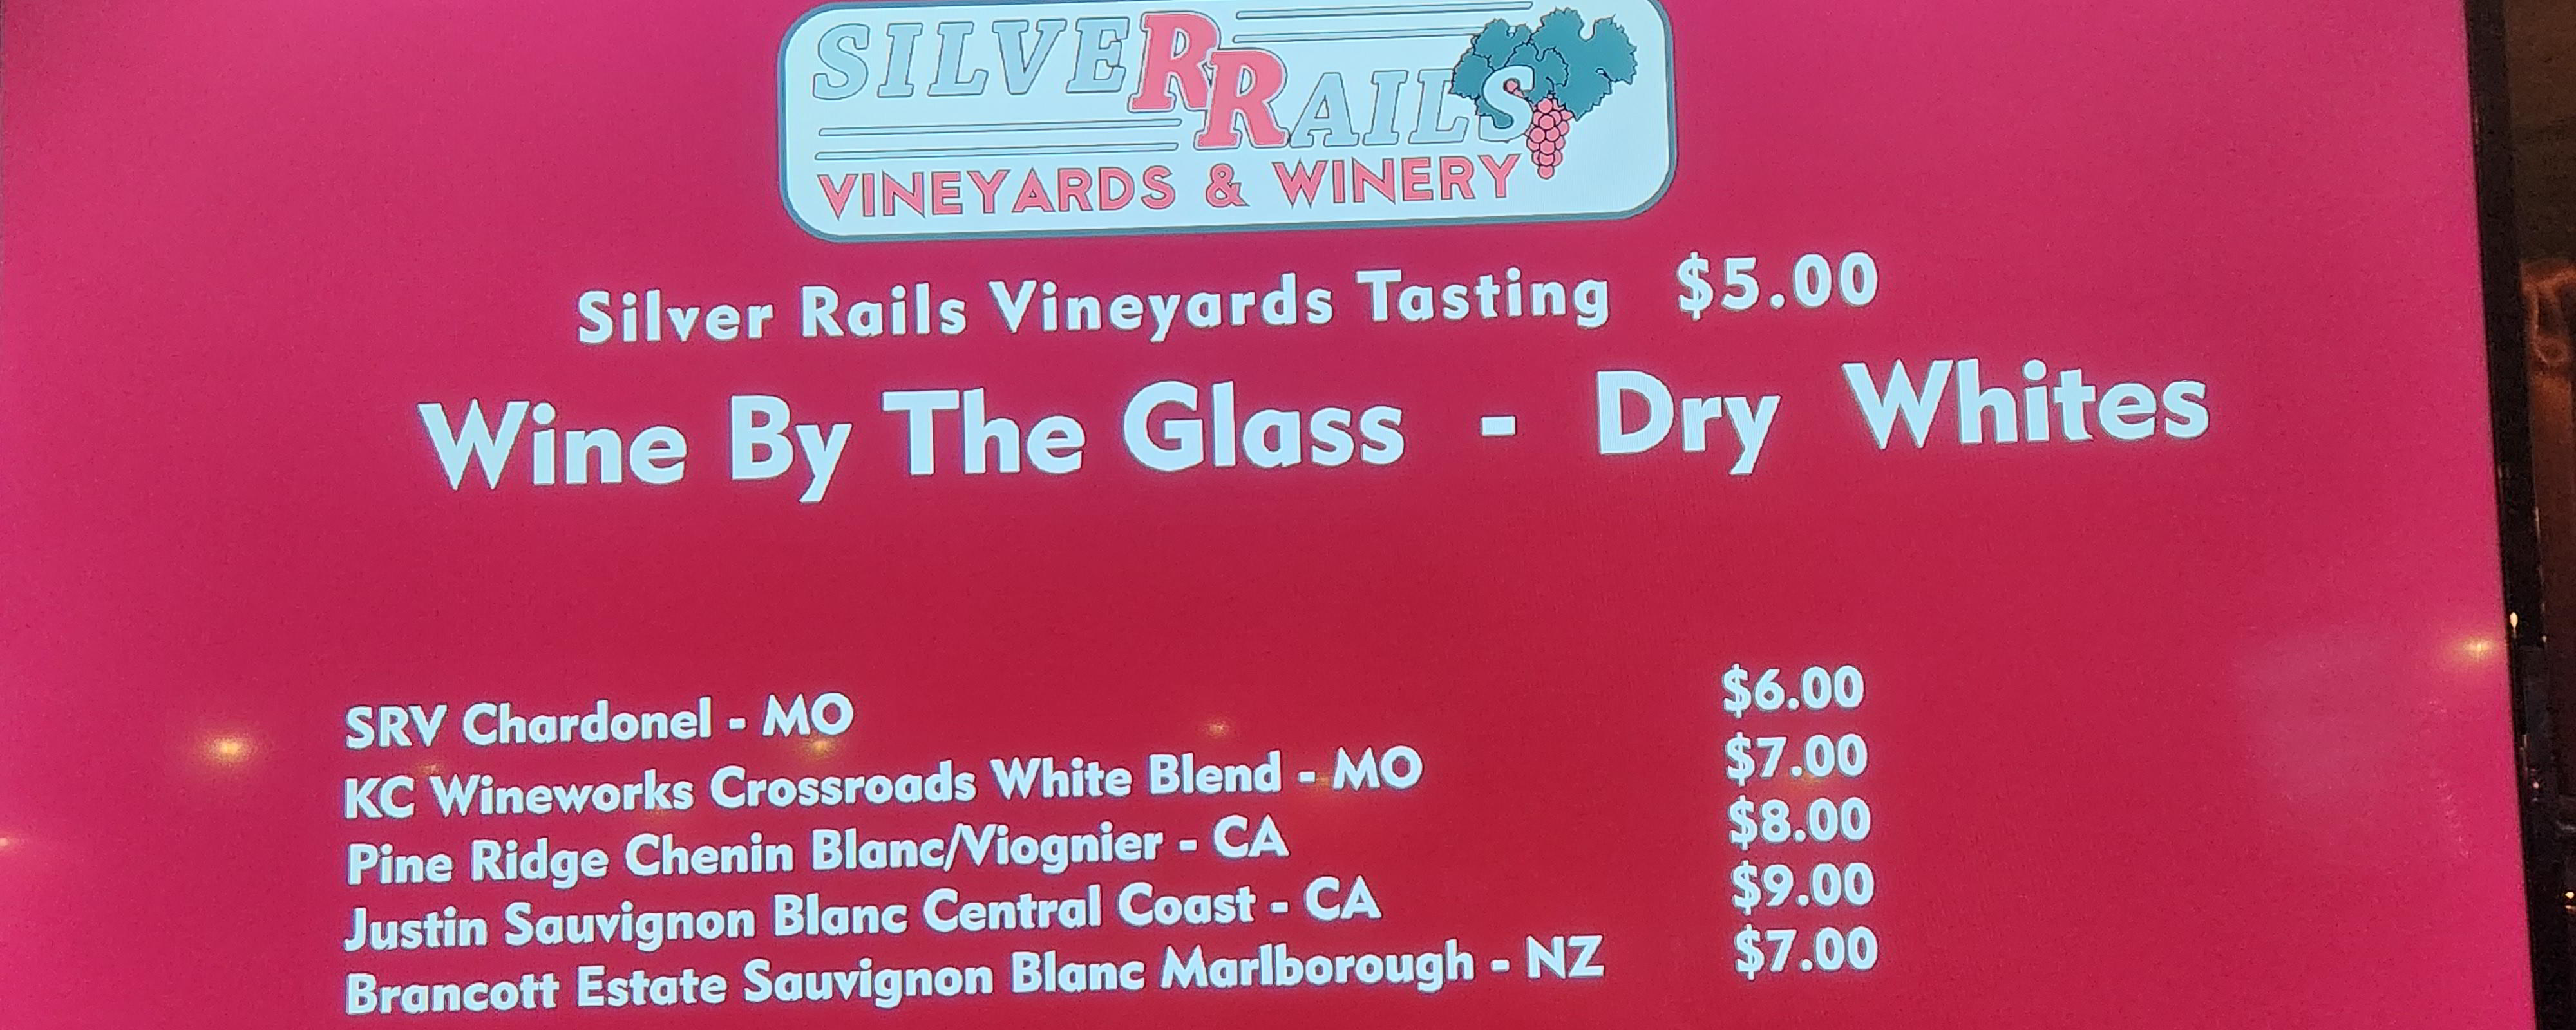 SILVER
RAILS
VINEYARDS & WINERY
Silver Rails Vineyards Tasting $5.00
Wine By The Glass - Dry Whites
SRV Chardonel - MO $6.00
KC Wineworks Crossroads White Blend - MO $7.00
Pine Ridge Chenin Blanc/Viognier - CA $8.00
Justin Sauvignon Blanc Central Coast - CA $9.00
Brancott Estate Sauvignon Blanc Marlborough - NZ $7.00